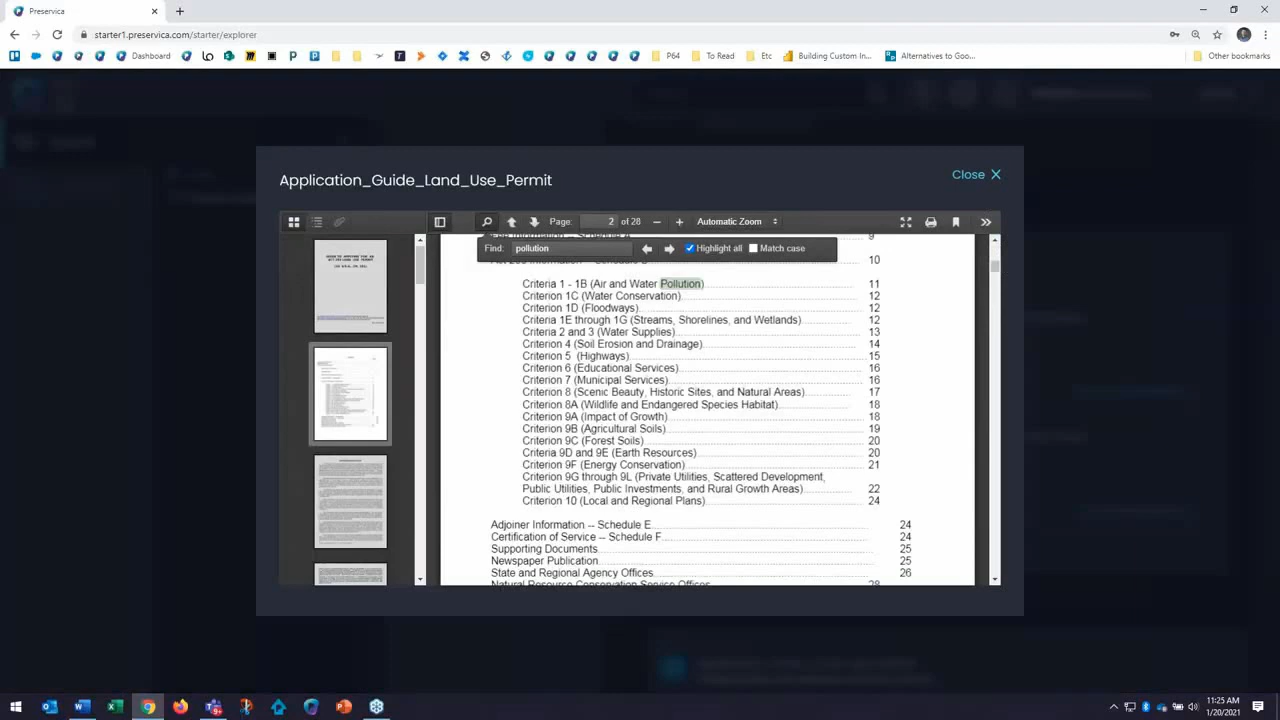 Preservica
starter1.preservica.com/starter/explorer
Dashboard
P64
To Read
Etc
Building Custom In...
Alternatives to Goo...
Other bookmarks
Application_Guide_Land_Use_Permit
Close X
Page: 2 of 28 Automatic Zoom
Find: pollution Highlight all Match case
9
10
Criteria 1 - 1B (Air and Water Pollution) 11
Criterion 1C (Water Conservation) 12
Criterion 1D (Floodways) 12
Criteria 1E through 1G (Streams, Shorelines, and Wetlands) 12
Criteria 2 and 3 (Water Supplies) 13
Criterion 4 (Soil Erosion and Drainage) 14
Criterion 5 (Highways) 15
Criterion 6 (Educational Services) 16
Criterion 7 (Municipal Services) 16
Criterion 8 (Scenic Beauty, Historic Sites, and Natural Areas) 17
Criterion 8A (Wildlife and Endangered Species Habitat) 18
Criterion 9A (Impact of Growth) 18
Criterion 9B (Agricultural Soils) 19
Criterion 9C (Forest Soils) 20
Criteria 9D and 9E (Earth Resources) 20
Criterion 9F (Energy Conservation) 21
Criterion 9G through 9L (Private Utilities, Scattered Development,
Public Utilities, Public Investments, and Rural Growth Areas) 22
Criterion 10 (Local and Regional Plans) 24
Adjoiner Information -- Schedule E 24
Certification of Service -- Schedule F 24
Supporting Documents 25
Newspaper Publication 25
State and Regional Agency Offices 26
Natural Resource Conservation Service Offices 28
11:25 AM
1/20/2021